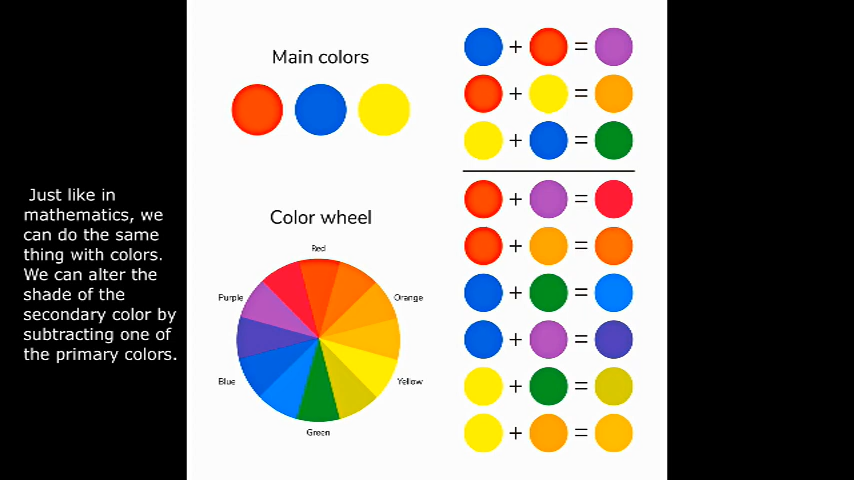 Just like in
mathematics, we
can do the same
thing with colors.
We can alter the
shade of the
secondary color by
subtracting one of
the primary colors.
Main colors
Color wheel
Red
Purple
Orange
Blue
Yellow
Green
+ =
+ =
+ =
+ =
+ =
+ =
+ =
+ =
+ =